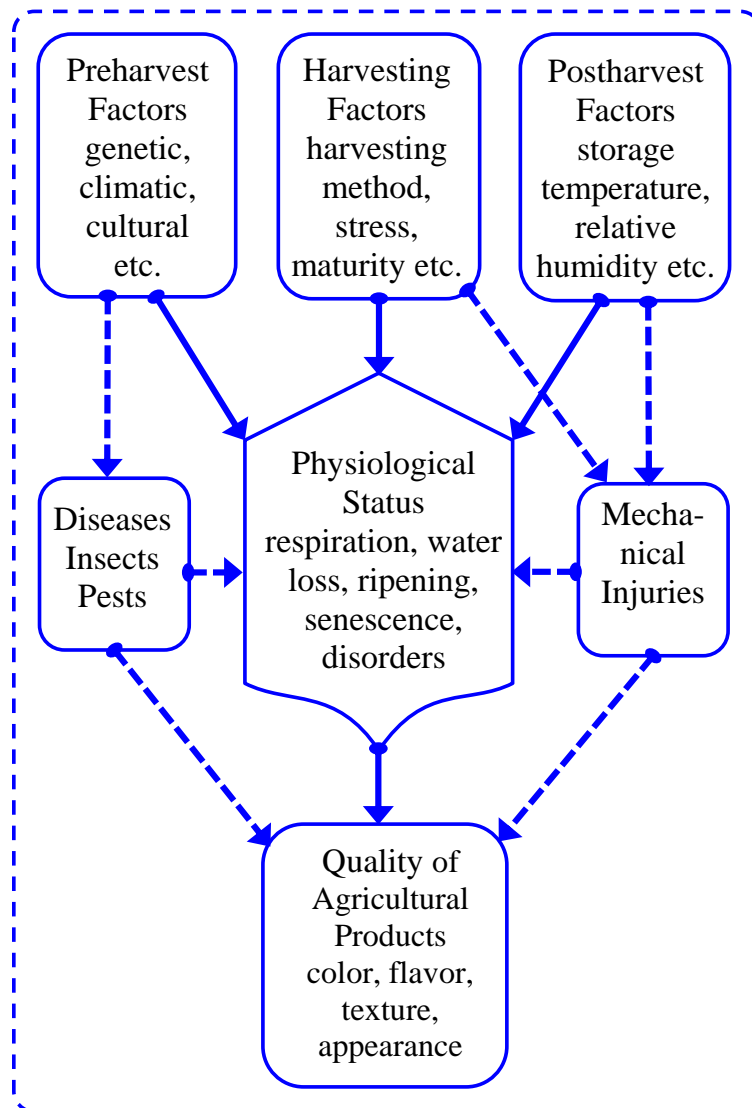 Preharvest
Factors
genetic,
climatic,
cultural
etc.
Harvesting
Factors
harvesting
method,
stress,
maturity etc.
Postharvest
Factors
storage
temperature,
relative
humidity etc.
Diseases
Insects
Pests
Physiological
Status
respiration, water
loss, ripening,
senescence,
disorders
Mecha-
nical
Injuries
Quality of
Agricultural
Products
color, flavor,
texture,
appearance